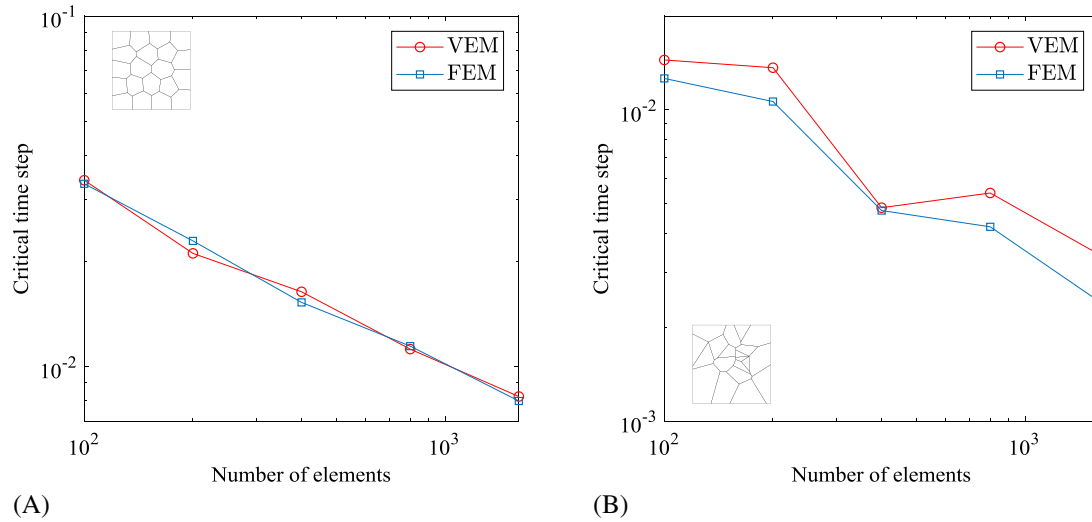 10^-1
VEM
FEM
Critical time step
10^-2
10^2
10^3
Number of elements
(A)
VEM
FEM
10^-2
Critical time step
10^-3
10^2
10^3
Number of elements
(B)